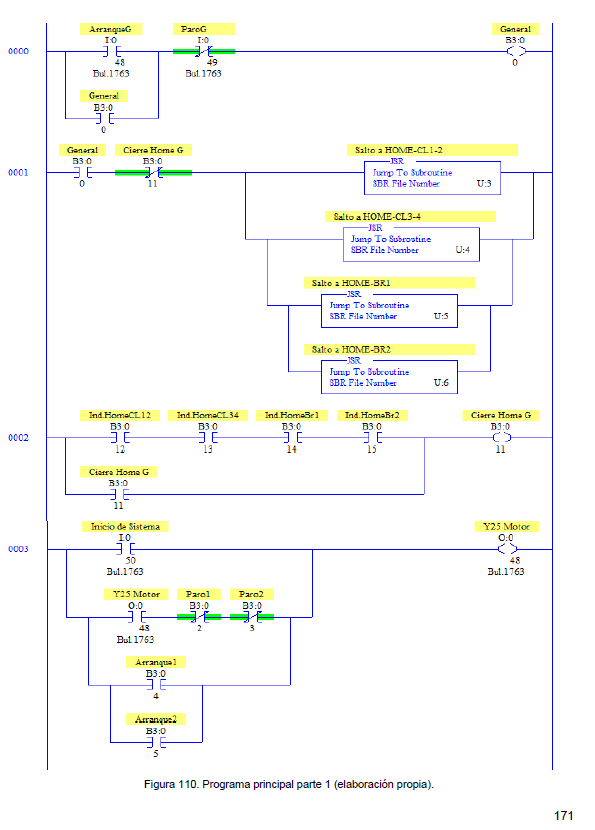 ArranqueG ParoG General
I:0 I:0 B3:0
0000
48 49 0
Bul.1763 Bul.1763
General
B3:0
0
General Cierre Home G Salto a HOME-CL1-2
B3:0 B3:0 JSR
0001 Jump To Subroutine
0 11 SBR File Number U:3
Salto a HOME-CL3-4
JSR
Jump To Subroutine
SBR File Number U:4
Salto a HOME-BR1
JSR
Jump To Subroutine
SBR File Number U:5
Salto a HOME-BR2
JSR
Jump To Subroutine
SBR File Number U:6
Ind.HomeCL12 Ind.HomeCL34 Ind.HomeBr1 Ind.HomeBr2 Cierre Home G
B3:0 B3:0 B3:0 B3:0 B3:0
0002
12 13 14 15 11
Cierre Home G
B3:0
11
Inicio de Sistema Y25 Motor
I:0 O:0
0003
50 48
Bul.1763 Bul.1763
Y25 Motor Paro1 Paro2
O:0 B3:0 B3:0
48 2 3
Bul.1763
Arranque1
B3:0
4
Arranque2
B3:0
5
Figura 110. Programa principal parte 1 (elaboración propia).
171